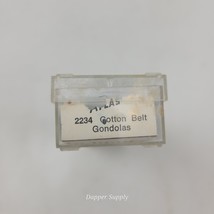 ATLAS
2234 Cotton Belt
Gondolas
Dapper Supply